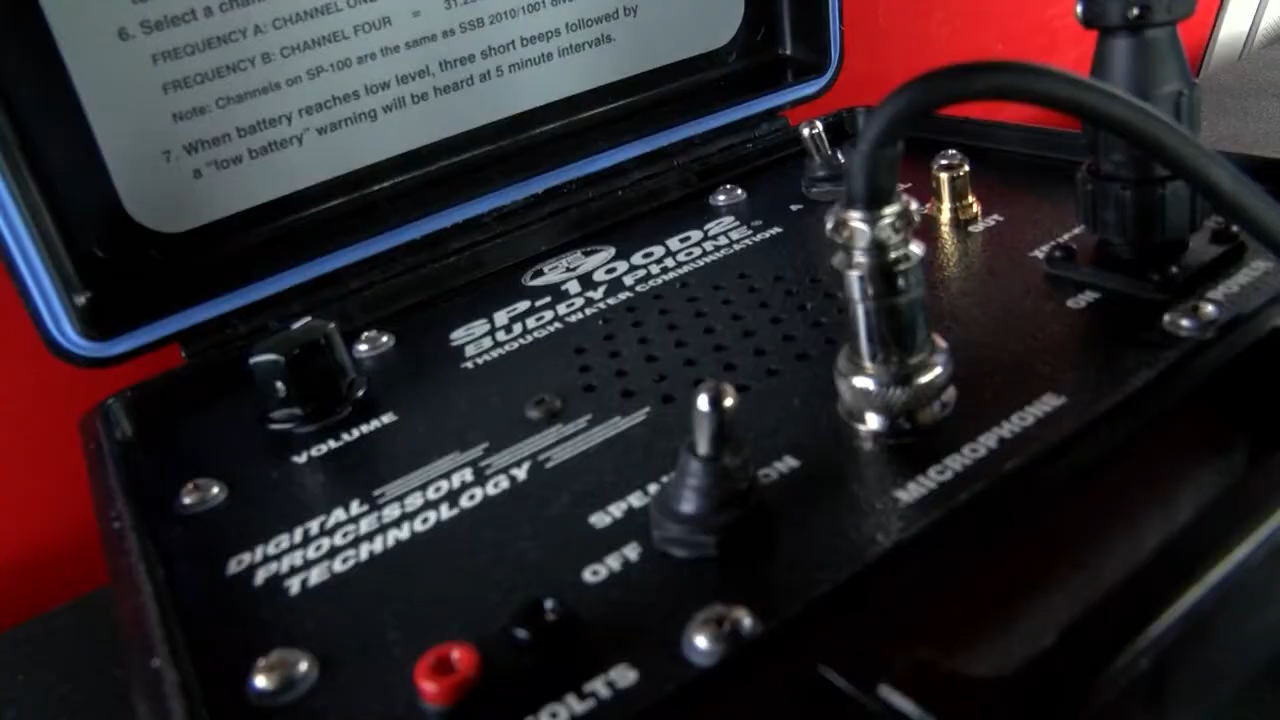 6. Select a
FREQUENCY A: CHANNEL
FREQUENCY B: CHANNEL FOUR =
Note: Channels on SP-100 are the same as SSB 2010/1001
7. When battery reaches low level, three short beeps followed by
a "low battery" warning will be heard at 5 minute intervals.
OTS
SP-100D2
BUDDY PHONE®
THROUGH WATER COMMUNICATION
A
OUT
ON
POWER
VOLUME
DIGITAL
PROCESSOR
TECHNOLOGY
ON
OFF
MICROPHONE
VOLTS